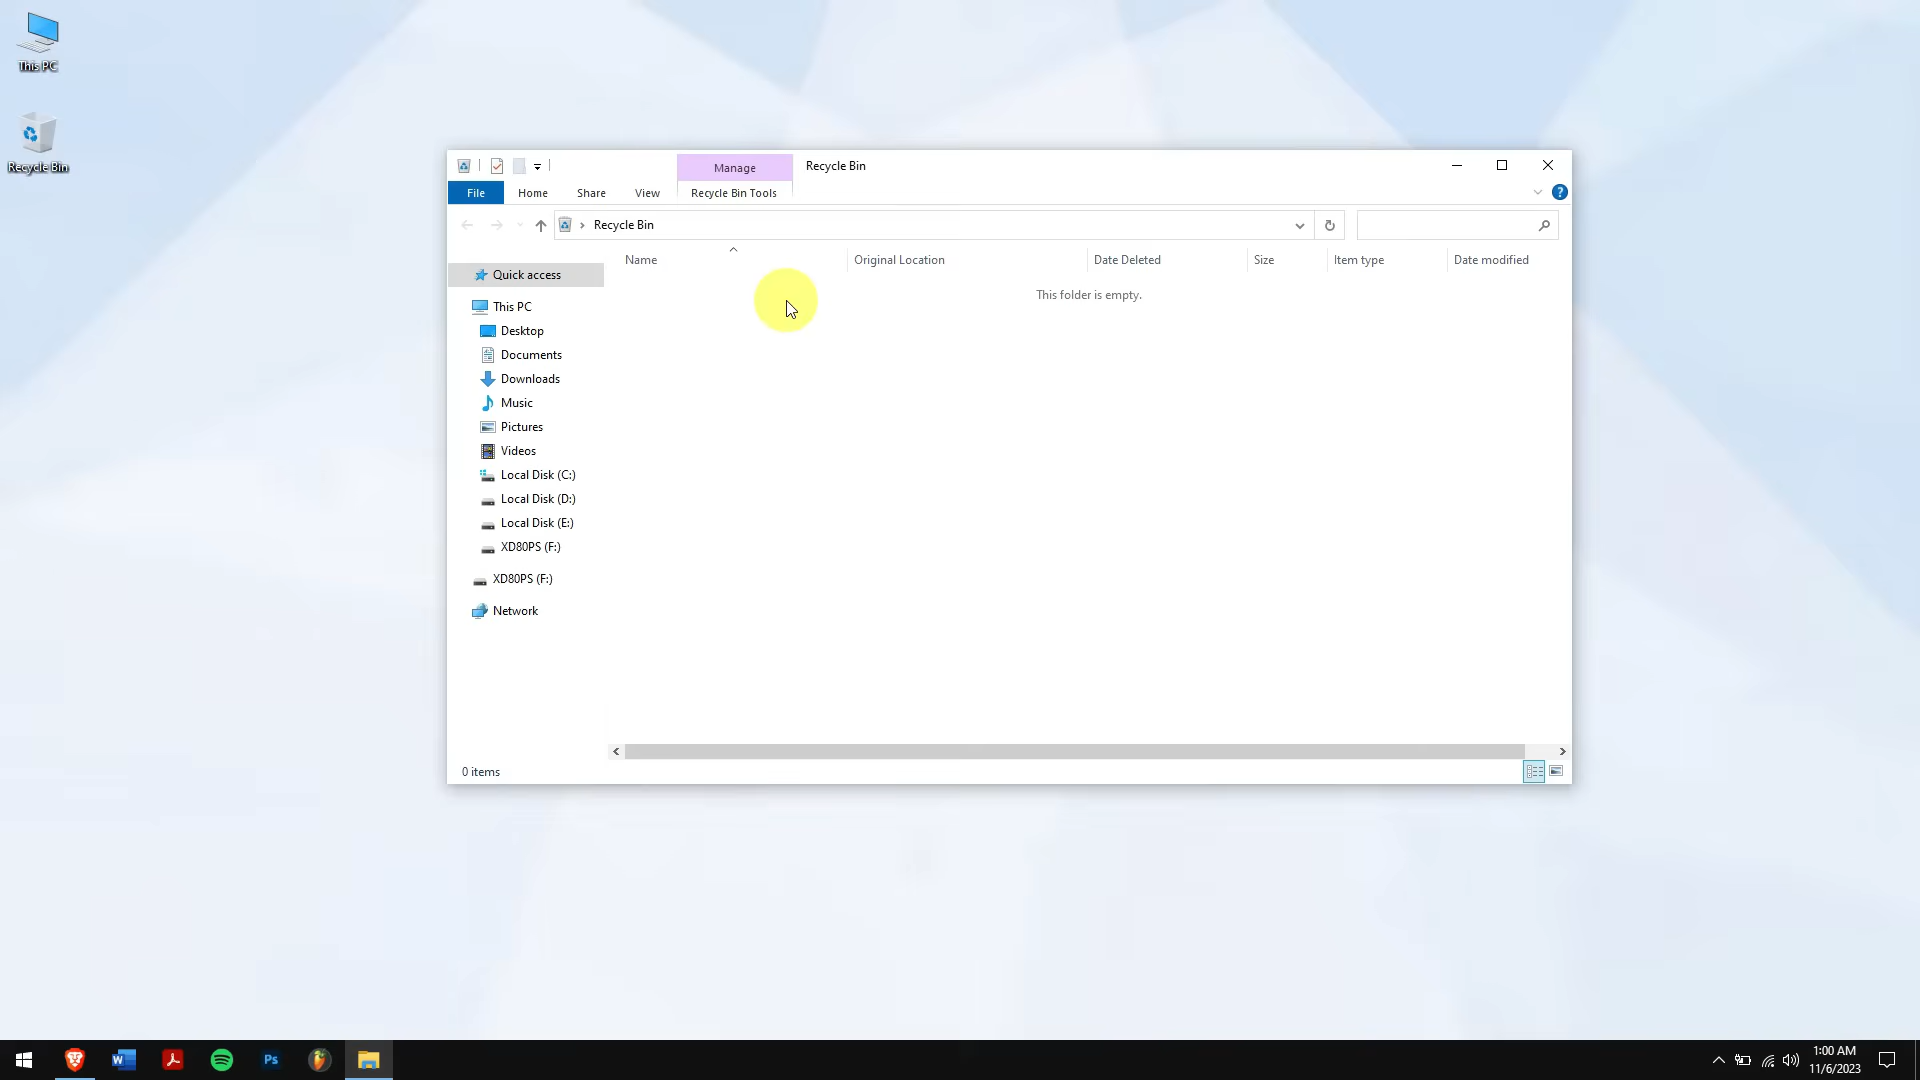 This PC
Recycle Bin
Manage
Recycle Bin
File
Home
Share
View
Recycle Bin Tools
Recycle Bin
Name
Original Location
Date Deleted
Size
Item type
Date modified
This folder is empty.
Quick access
This PC
Desktop
Documents
Downloads
Music
Pictures
Videos
Local Disk (C:)
Local Disk (D:)
Local Disk (E:)
XD80PS (F:)
XD80PS (F:)
Network
0 items
W
Ps
1:00 AM
11/6/2023